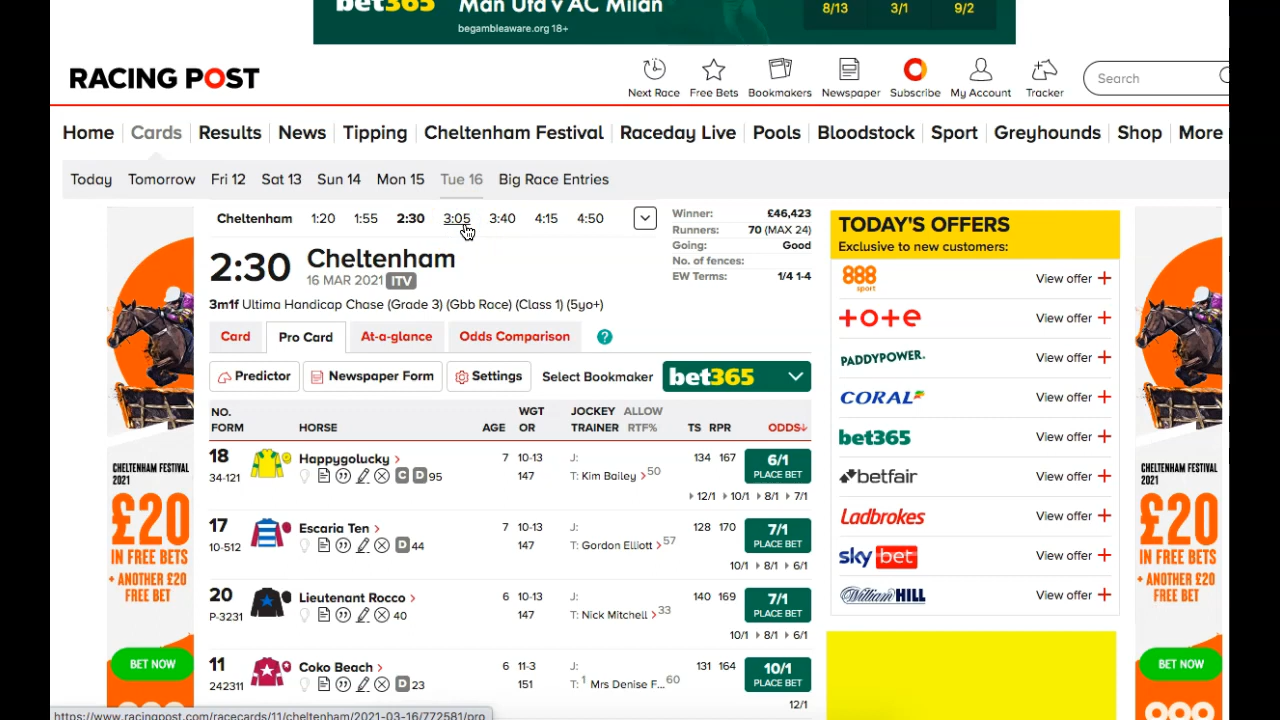 bet365
Man Utd v AC Milan
8/13 3/1 9/2
begambleaware.org 18+
RACING POST
Next Race Free Bets Bookmakers Newspaper Subscribe My Account Tracker
Search
Home Cards Results News Tipping Cheltenham Festival Raceday Live Pools Bloodstock Sport Greyhounds Shop More
Today Tomorrow Fri 12 Sat 13 Sun 14 Mon 15 Tue 16 Big Race Entries
Cheltenham 1:20 1:55 2:30 3:05 3:40 4:15 4:50
Winner: £46,423
Runners: 70 (MAX 24)
Going: Good
No. of fences:
EW Terms: 1/4 1-4
2:30 Cheltenham
16 MAR 2021 ITV
3m1f Ultima Handicap Chase (Grade 3) (Gbb Race) (Class 1) (5yo+)
Card Pro Card At-a-glance Odds Comparison ?
Predictor Newspaper Form Settings Select Bookmaker bet365
NO. WGT JOCKEY ALLOW
FORM HORSE AGE OR TRAINER RTF% TS RPR ODDS
18 Happygolucky 7 10-13 J: 134 167 6/1
34-121 C D 95 147 T: Kim Bailey 50 PLACE BET
12/1 10/1 8/1 7/1
17 Escaria Ten 7 10-13 J: 128 170 7/1
10-512 D 44 147 T: Gordon Elliott 57 PLACE BET
10/1 8/1 6/1
20 Lieutenant Rocco 6 10-13 J: 140 169 7/1
P-3231 40 147 T: Nick Mitchell 33 PLACE BET
10/1 8/1 6/1
11 Coko Beach 6 11-3 J: 131 164 10/1
242311 D 23 151 T: 1 Mrs Denise F... 60 PLACE BET
12/1
TODAY'S OFFERS
Exclusive to new customers:
888 sport View offer +
tote View offer +
PADDYPOWER. View offer +
CORAL View offer +
bet365 View offer +
betfair View offer +
Ladbrokes View offer +
sky bet View offer +
William HILL View offer +
CHELTENHAM FESTIVAL
2021
£20
IN FREE BETS
+ ANOTHER £20
FREE BET
BET NOW
CHELTENHAM FESTIVAL
2021
£20
IN FREE BETS
+ ANOTHER £20
FREE BET
BET NOW
https://www.racingpost.com/racecards/11/cheltenham/2021-03-16/772581/pro